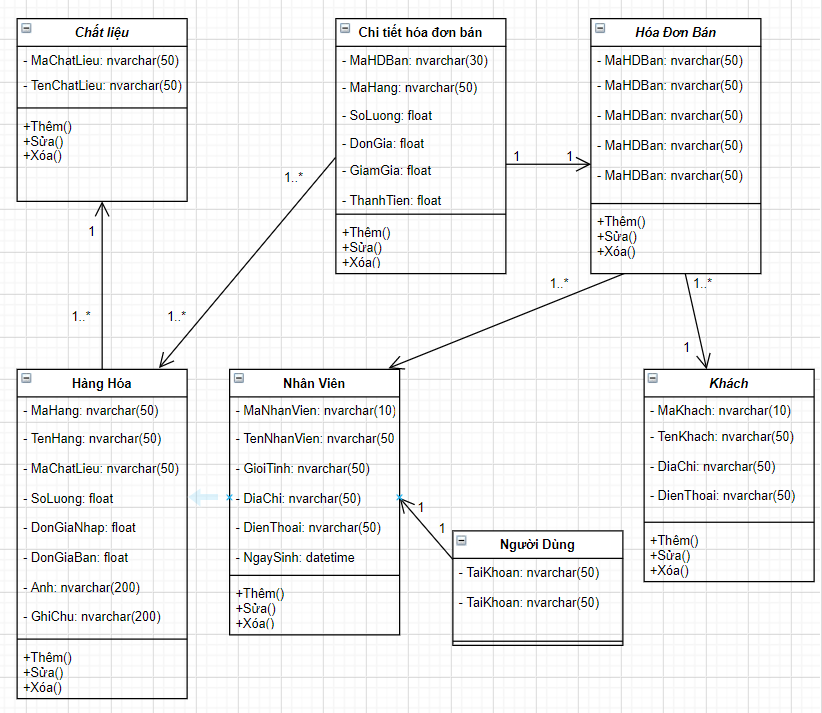 Chất liệu
- MaChatLieu: nvarchar(50)
- TenChatLieu: nvarchar(50)
+Thêm()
+Sửa()
+Xóa()
Chi tiết hóa đơn bán
- MaHDBan: nvarchar(30)
- MaHang: nvarchar(50)
- SoLuong: float
- DonGia: float
- GiamGia: float
- ThanhTien: float
+Thêm()
+Sửa()
+Xóa()
Hóa Đơn Bán
- MaHDBan: nvarchar(50)
- MaHDBan: nvarchar(50)
- MaHDBan: nvarchar(50)
- MaHDBan: nvarchar(50)
- MaHDBan: nvarchar(50)
+Thêm()
+Sửa()
+Xóa()
1
1
1..*
1
1..*
1..*
1..*
1..*
1
Hàng Hóa
- MaHang: nvarchar(50)
- TenHang: nvarchar(50)
- MaChatLieu: nvarchar(50)
- SoLuong: float
- DonGiaNhap: float
- DonGiaBan: float
- Anh: nvarchar(200)
- GhiChu: nvarchar(200)
+Thêm()
+Sửa()
+Xóa()
Nhân Viên
- MaNhanVien: nvarchar(10)
- TenNhanVien: nvarchar(50
- GioiTinh: nvarchar(50)
- DiaChi: nvarchar(50)
- DienThoai: nvarchar(50)
- NgaySinh: datetime
+Thêm()
+Sửa()
+Xóa()
1
1
Người Dùng
- TaiKhoan: nvarchar(50)
- TaiKhoan: nvarchar(50)
Khách
- MaKhach: nvarchar(10)
- TenKhach: nvarchar(50)
- DiaChi: nvarchar(50)
- DienThoai: nvarchar(50)
+Thêm()
+Sửa()
+Xóa()